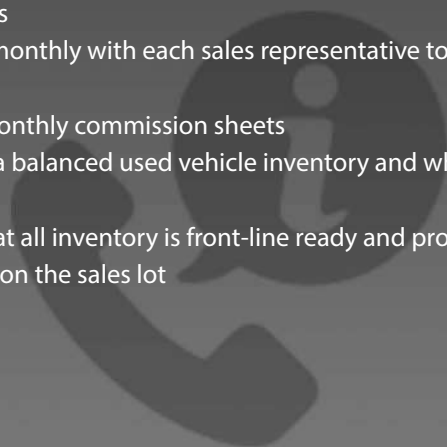 s
monthly with each sales representative to
onthly commission sheets
a balanced used vehicle inventory and wh
at all inventory is front-line ready and pro
on the sales lot